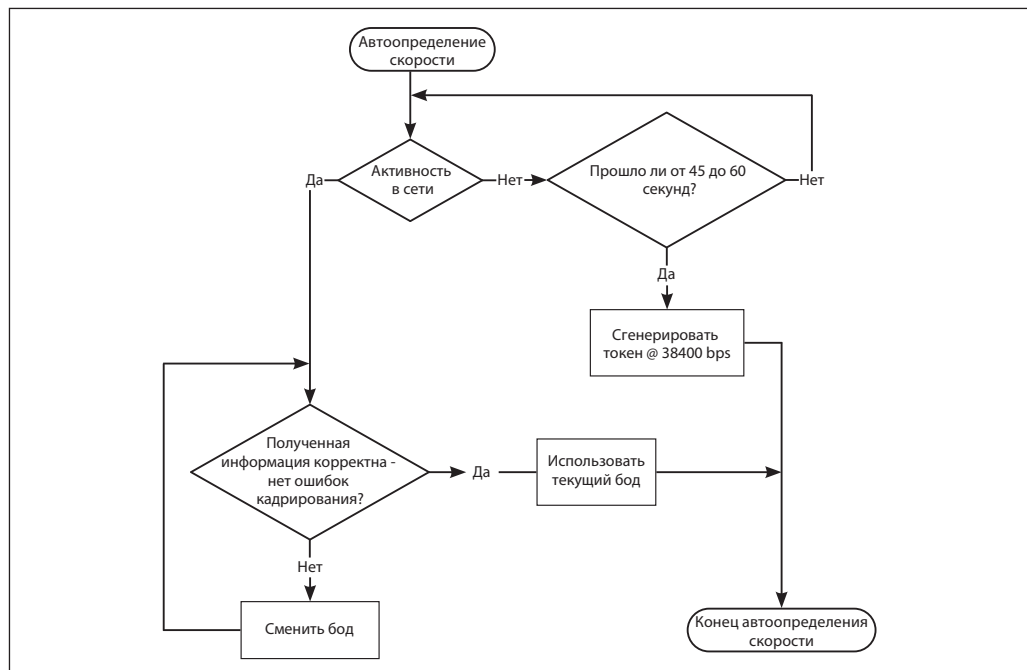 Автоопределение
скорости
Активность
в сети
Да
Нет
Прошло ли от 45 до 60
секунд?
Нет
Да
Сгенерировать
токен @ 38400 bps
Полученная
информация корректна -
нет ошибок
кадрирования?
Да
Использовать
текущий бод
Нет
Сменить бод
Конец автоопределения
скорости